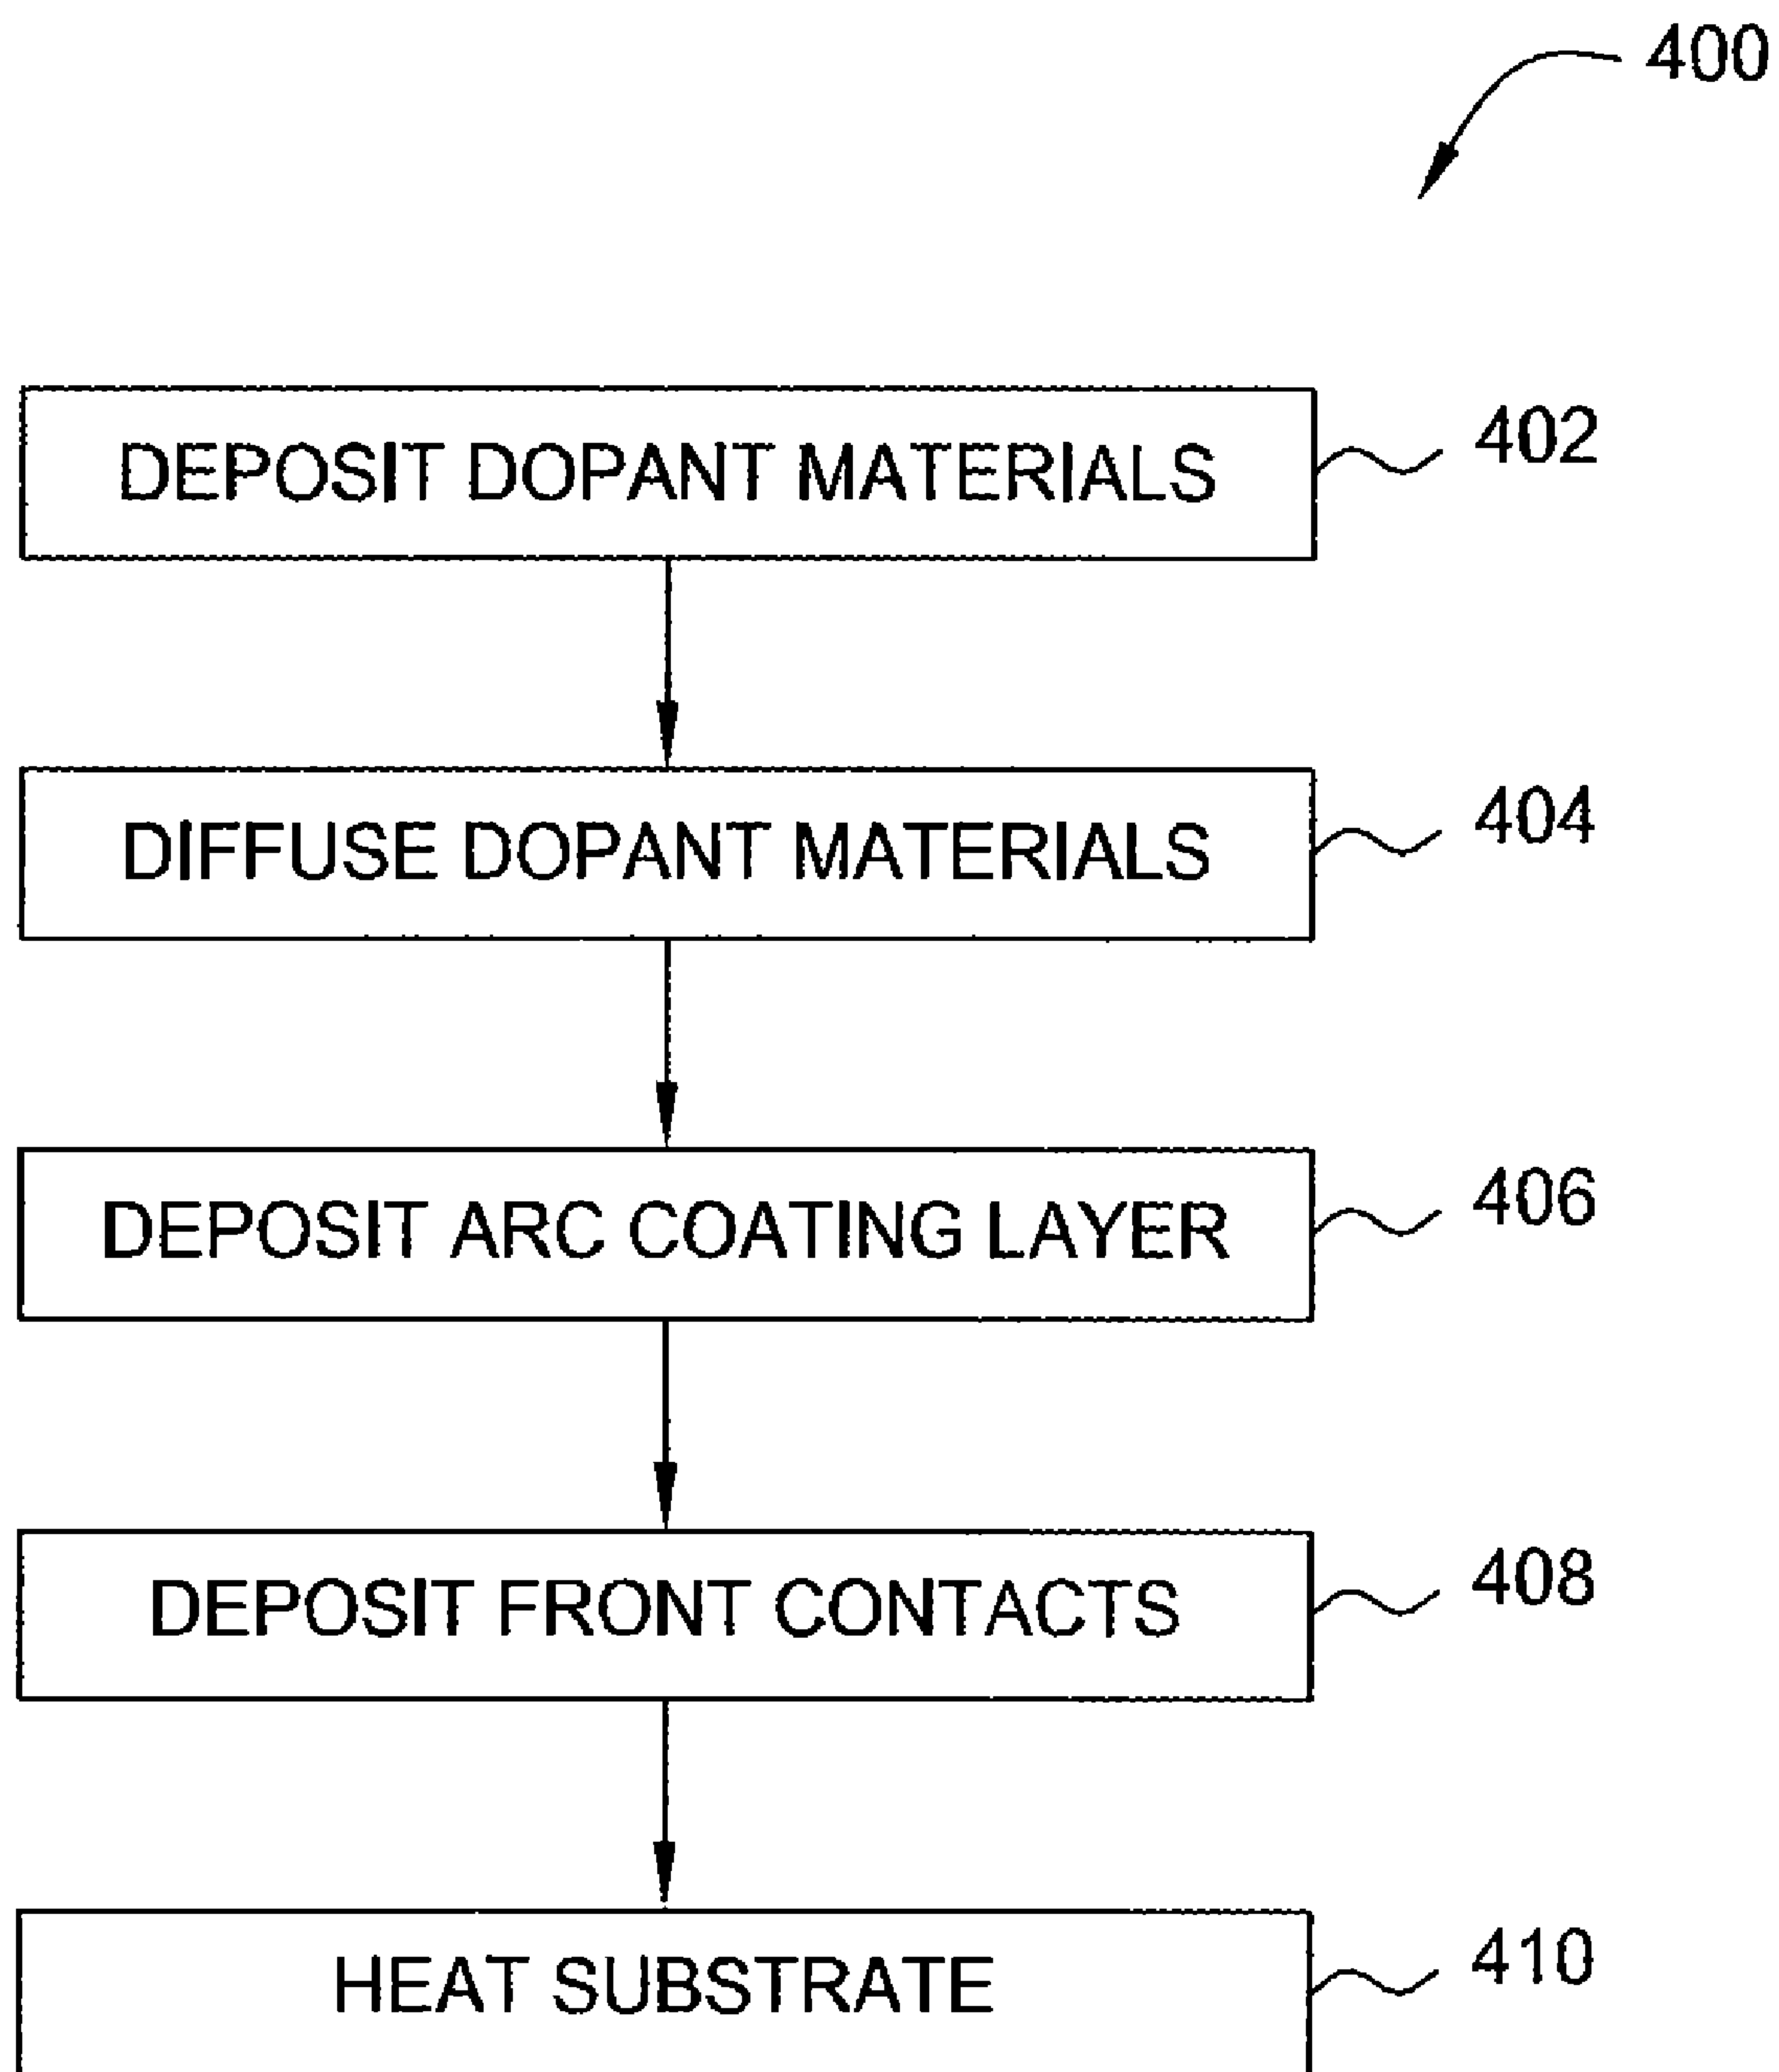 400
DEPOSIT DOPANT MATERIALS
402
DIFFUSE DOPANT MATERIALS
404
DEPOSIT ARC COATING LAYER
406
DEPOSIT FRONT CONTACTS
408
HEAT SUBSTRATE
410